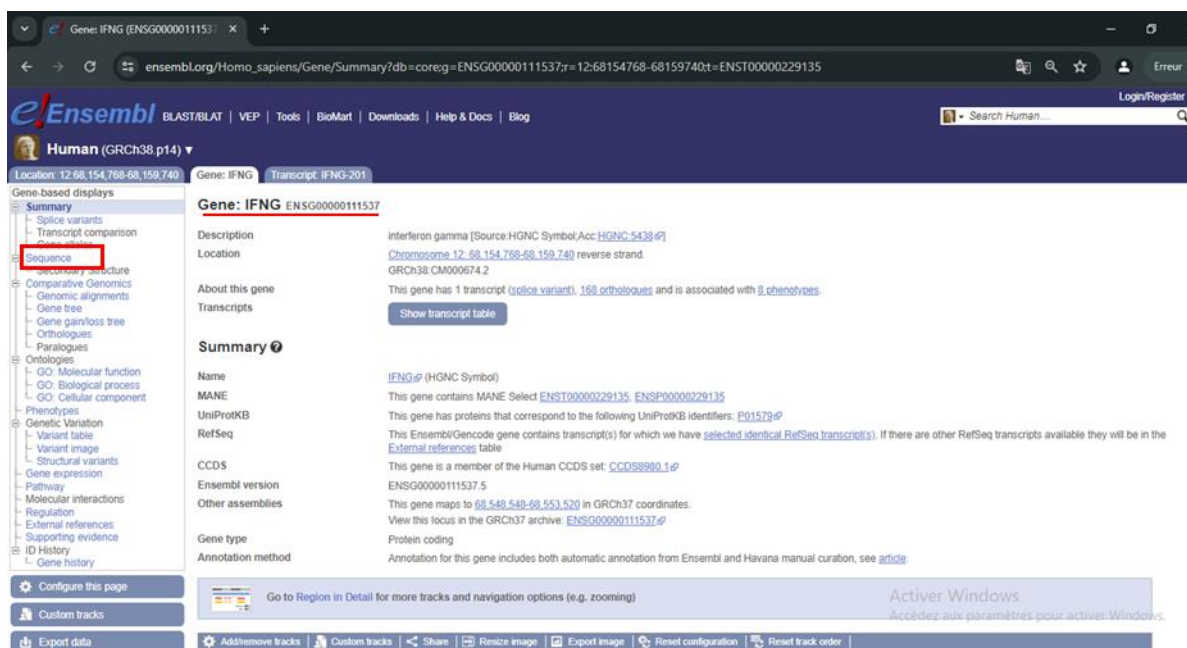 Gene: IFNG (ENSG00000111537
ensembl.org/Homo_sapiens/Gene/Summary?db=core;g=ENSG00000111537;r=12:68154768-68159740;t=ENST00000229135
Erreur
Login/Register
e!Ensembl BLAST/BLAT | VEP | Tools | BioMart | Downloads | Help & Docs | Blog
Search Human...
Human (GRCh38.p14) ▼
Location: 12:68,154,768-68,159,740 Gene: IFNG Transcript: IFNG-201
Gene-based displays
Summary
Splice variants
Transcript comparison
Gene alleles
Sequence
Secondary Structure
Comparative Genomics
Genomic alignments
Gene tree
Gene gain/loss tree
Orthologues
Paralogues
Ontologies
GO: Molecular function
GO: Biological process
GO: Cellular component
Phenotypes
Genetic Variation
Variant table
Variant image
Structural variants
Gene expression
Pathway
Molecular interactions
Regulation
External references
Supporting evidence
ID History
Gene history
Configure this page
Custom tracks
Export data
Gene: IFNG ENSG00000111537
Description interferon gamma [Source:HGNC Symbol;Acc:HGNC:5438]
Location Chromosome 12: 68,154,768-68,159,740 reverse strand.
GRCh38:CM000674.2
About this gene This gene has 1 transcript (splice variant), 168 orthologues and is associated with 8 phenotypes.
Transcripts Show transcript table
Summary
Name IFNG (HGNC Symbol)
MANE This gene contains MANE Select ENST00000229135, ENSP00000229135
UniProtKB This gene has proteins that correspond to the following UniProtKB identifiers: P01579
RefSeq This Ensembl/Gencode gene contains transcript(s) for which we have selected identical RefSeq transcript(s). If there are other RefSeq transcripts available they will be in the
External references table
CCDS This gene is a member of the Human CCDS set: CCDS8980.1
Ensembl version ENSG00000111537.5
Other assemblies This gene maps to 68,548,548-68,553,520 in GRCh37 coordinates.
View this locus in the GRCh37 archive: ENSG00000111537
Gene type Protein coding
Annotation method Annotation for this gene includes both automatic annotation from Ensembl and Havana manual curation, see article.
Go to Region in Detail for more tracks and navigation options (e.g. zooming)
Activer Windows
Accédez aux paramètres pour activer Windows.
Add/remove tracks | Custom tracks | Share | Resize image | Export image | Reset configuration | Reset track order